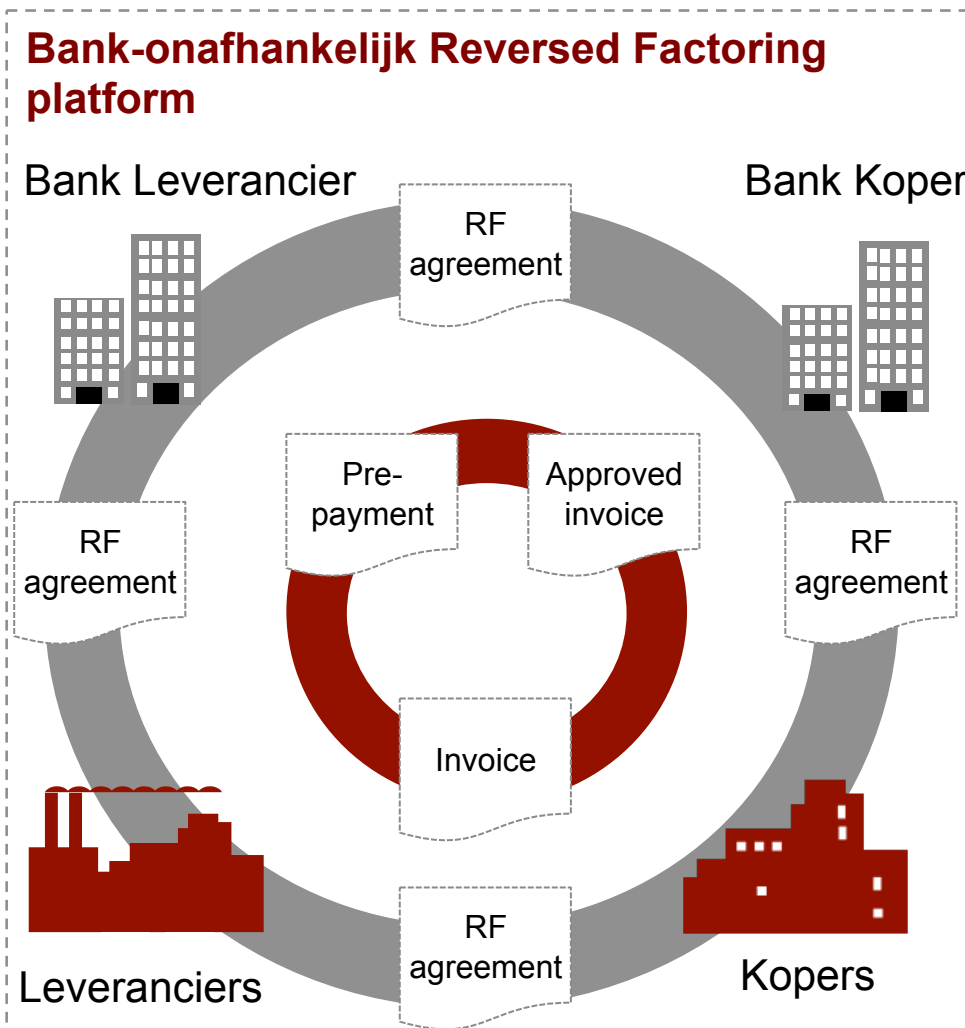 Bank-onafhankelijk Reversed Factoring
platform
Bank Leverancier
Bank Koper
RF
agreement
Pre-
payment
Approved
invoice
RF
agreement
RF
agreement
Invoice
RF
agreement
Leveranciers
Kopers